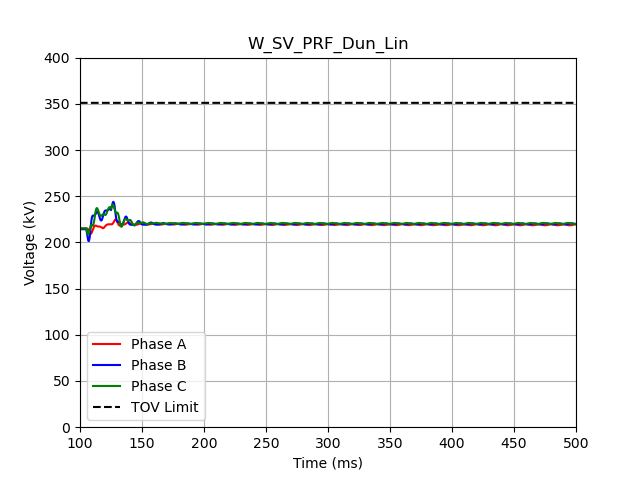 W_SV_PRF_Dun_Lin
400
350
300
250
200
150
100
50
0
Voltage (kV)
Phase A
Phase B
Phase C
TOV Limit
100 150 200 250 300 350 400 450 500
Time (ms)